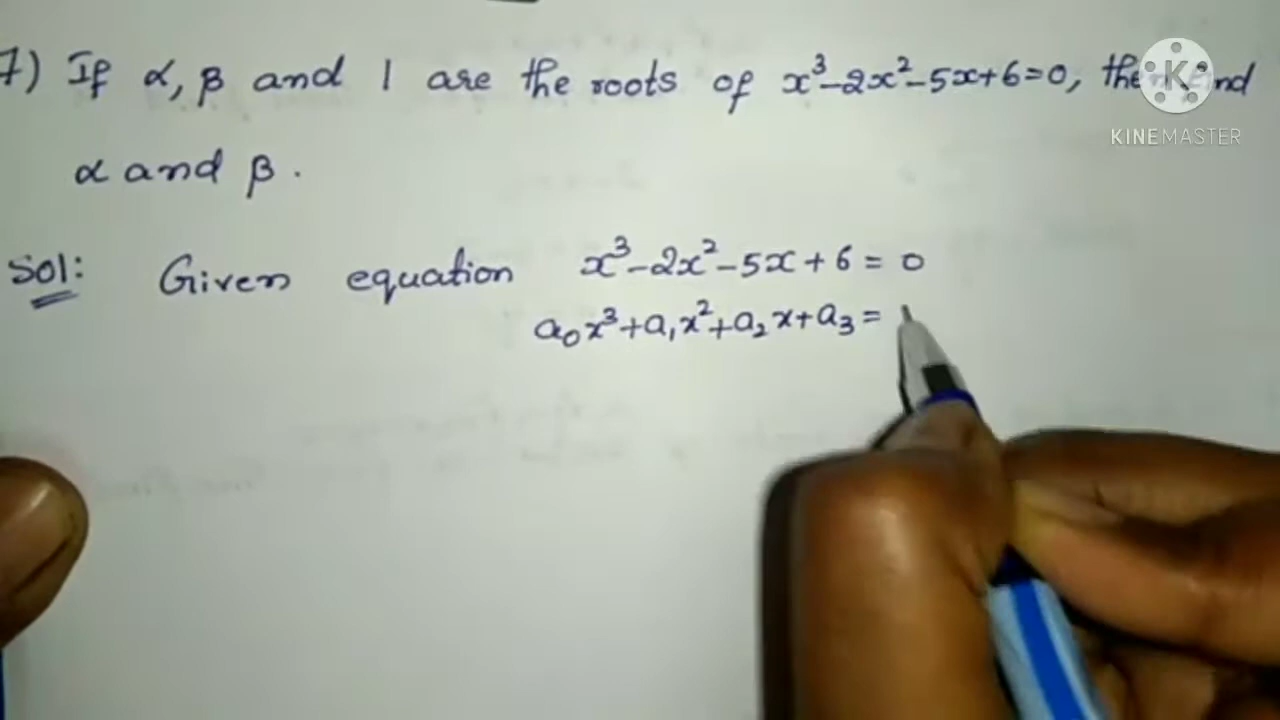 7) If α, β and 1 are the roots of x³-2x²-5x+6=0,
α and β.
Sol: Given equation x³-2x²-5x+6=0
a₀x³+a₁x²+a₂x+a₃=
KINEMASTER